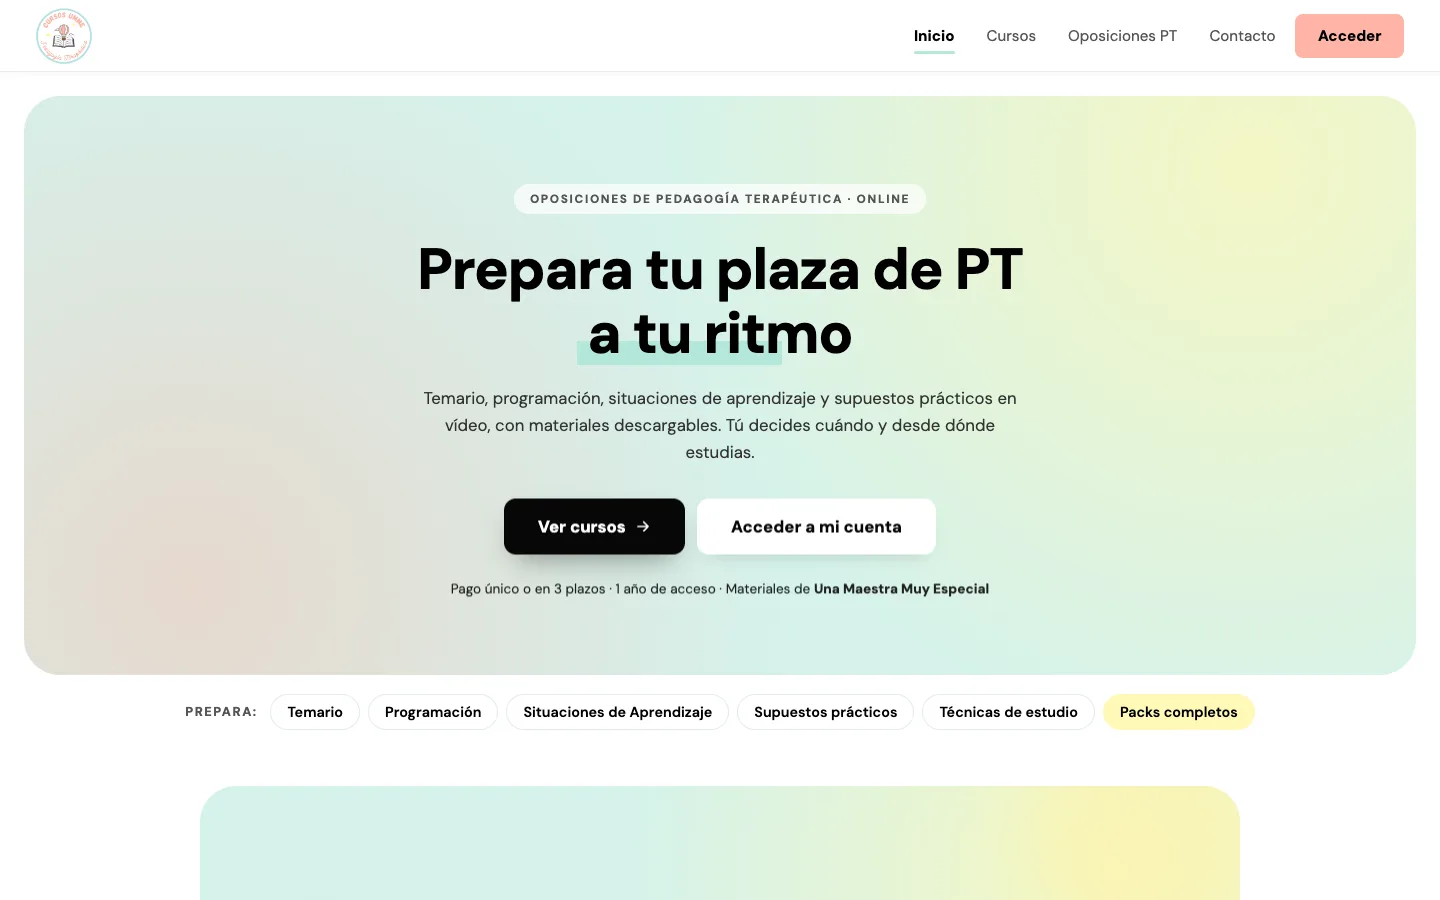 CURSOS UMME
Inicio
Cursos
Oposiciones PT
Contacto
Acceder
OPOSICIONES DE PEDAGOGÍA TERAPÉUTICA · ONLINE
Prepara tu plaza de PT
a tu ritmo
Temario, programación, situaciones de aprendizaje y supuestos prácticos en
vídeo, con materiales descargables. Tú decides cuándo y desde dónde
estudias.
Ver cursos →
Acceder a mi cuenta
Pago único o en 3 plazos · 1 año de acceso · Materiales de Una Maestra Muy Especial
PREPARA:
Temario
Programación
Situaciones de Aprendizaje
Supuestos prácticos
Técnicas de estudio
Packs completos